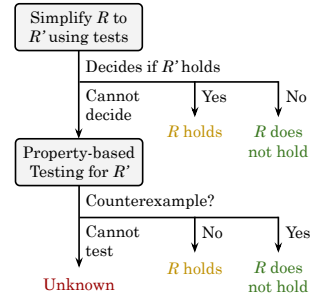 Simplify R to
R’ using tests
Decides if R’ holds
Cannot
decide
Yes
No
R holds
R does
not hold
Property-based
Testing for R’
Counterexample?
Cannot
test
No
Yes
Unknown
R holds
R does
not hold